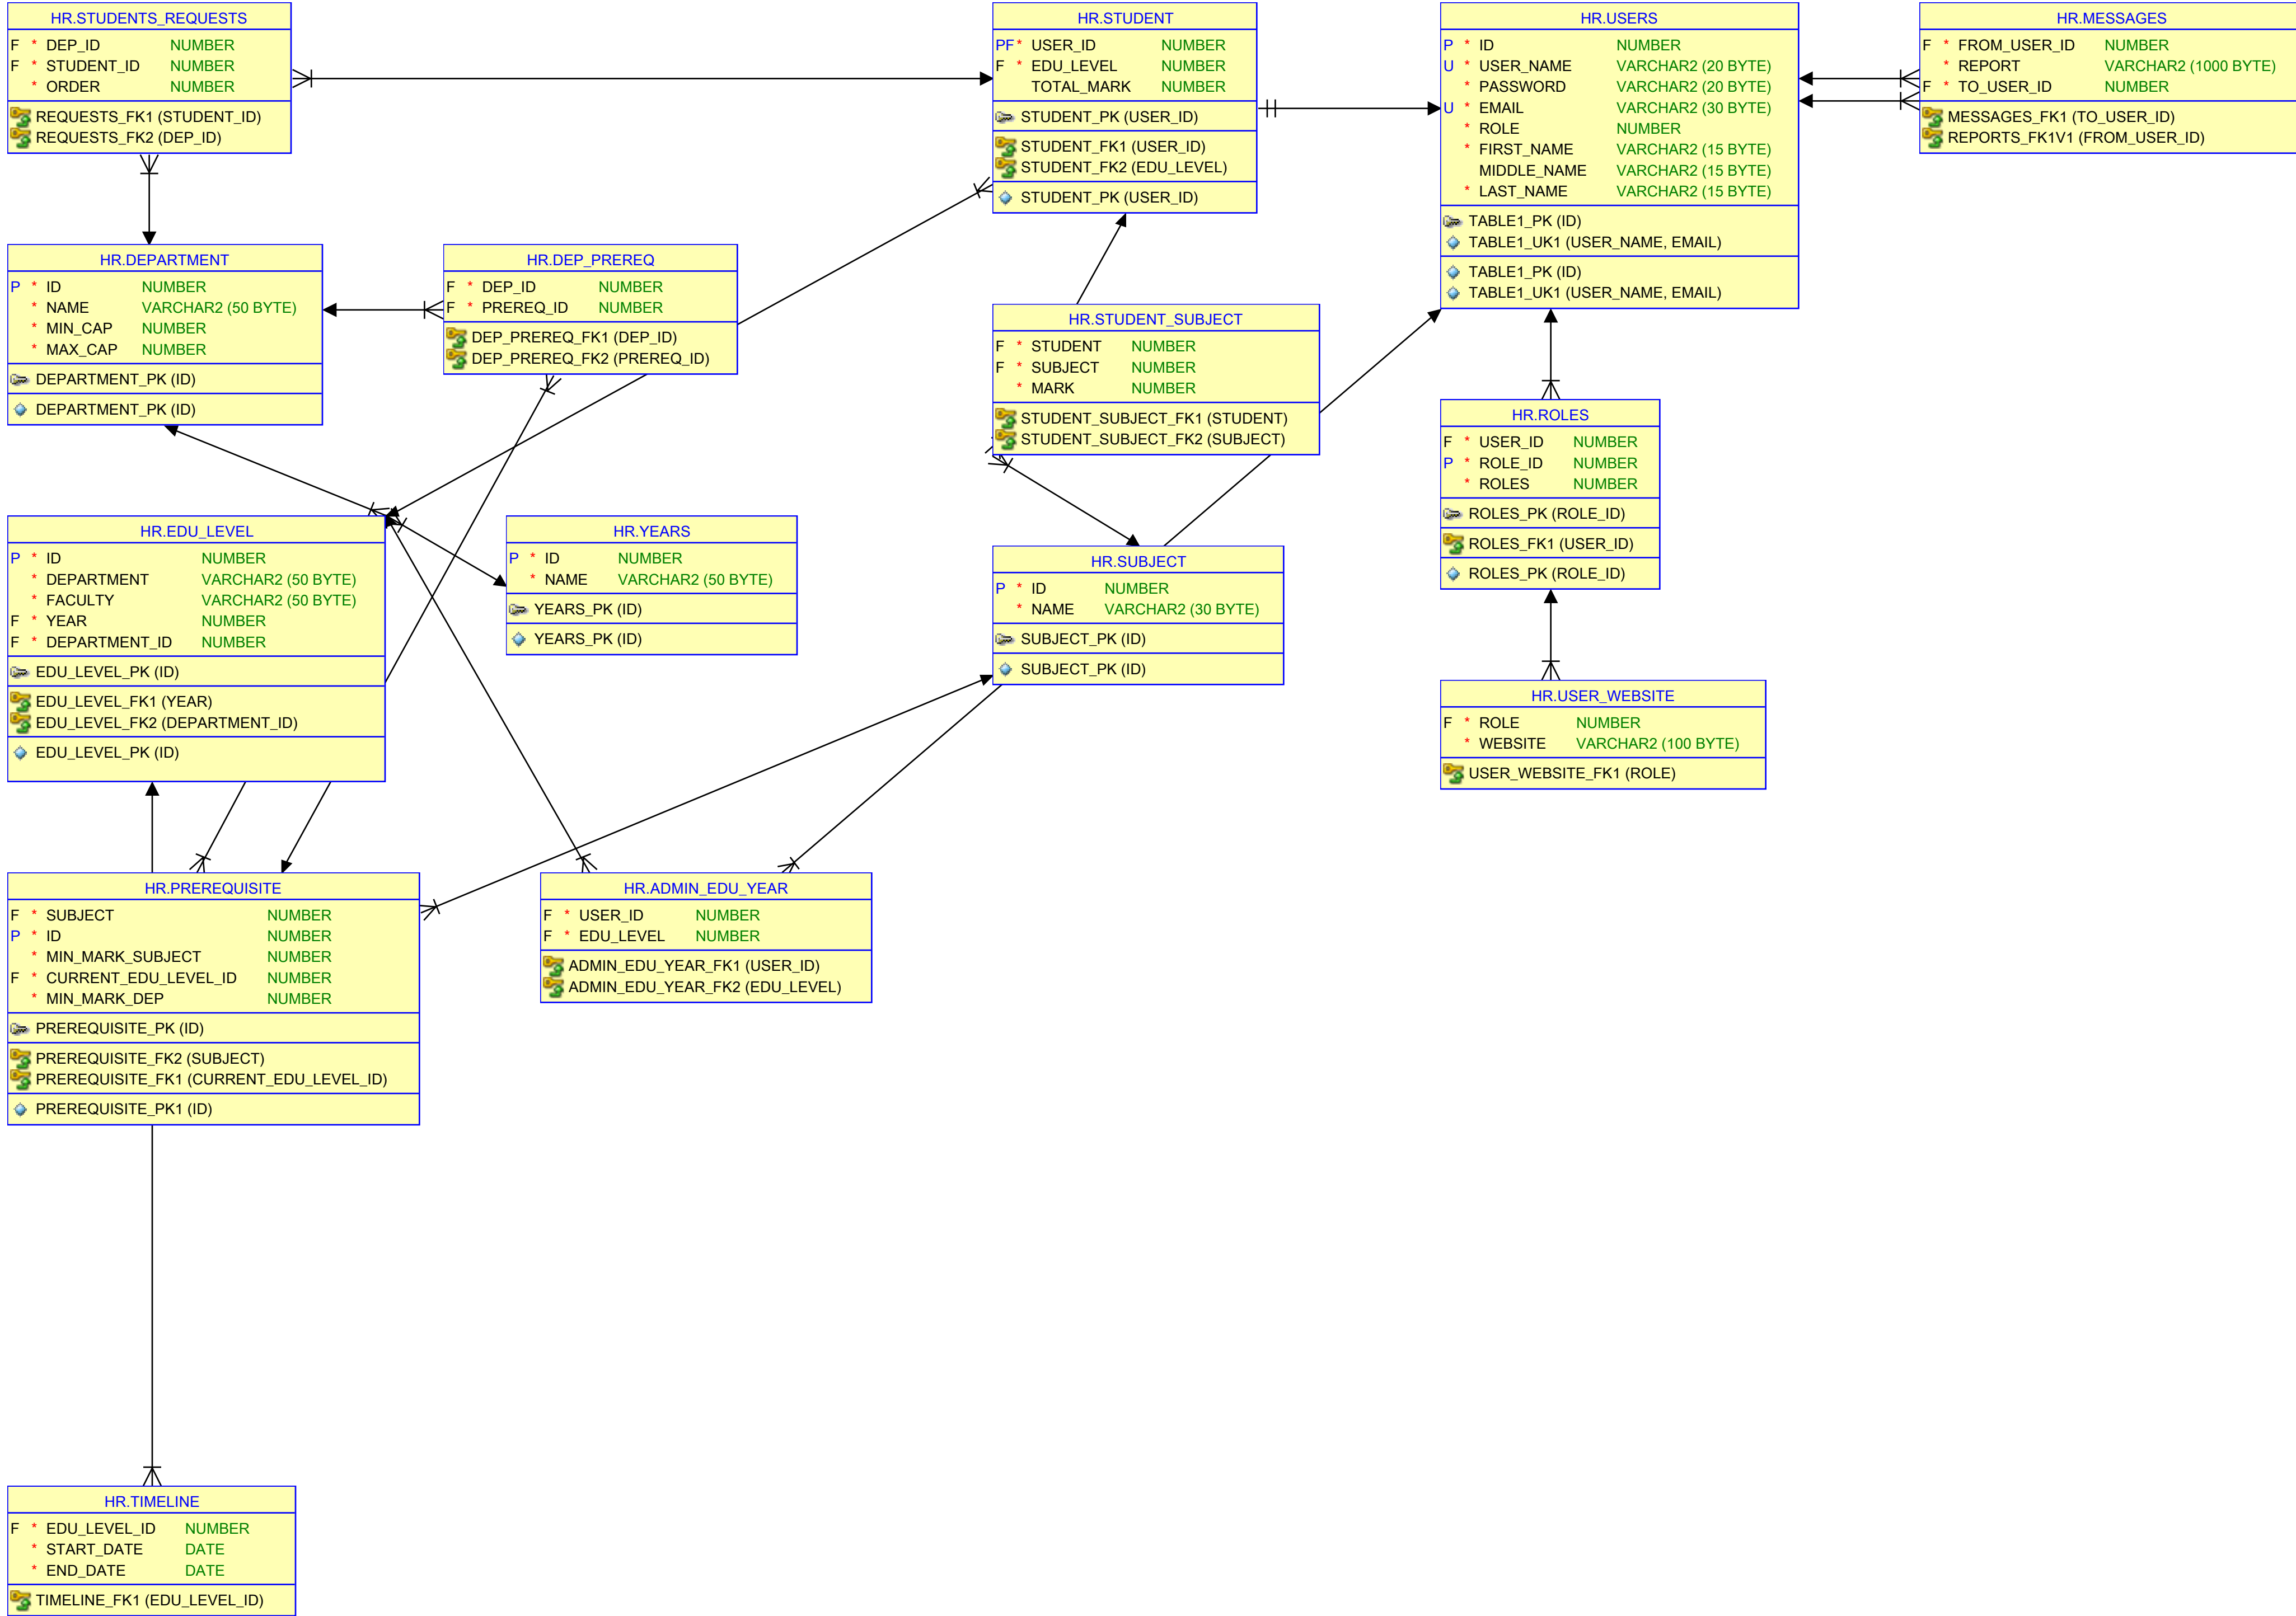 HR.STUDENTS_REQUESTS
F * DEP_ID NUMBER
F * STUDENT_ID NUMBER
* ORDER NUMBER
REQUESTS_FK1 (STUDENT_ID)
REQUESTS_FK2 (DEP_ID)
HR.STUDENT
PF* USER_ID NUMBER
F * EDU_LEVEL NUMBER
TOTAL_MARK NUMBER
STUDENT_PK (USER_ID)
STUDENT_FK1 (USER_ID)
STUDENT_FK2 (EDU_LEVEL)
STUDENT_PK (USER_ID)
HR.USERS
P * ID NUMBER
U * USER_NAME VARCHAR2 (20 BYTE)
* PASSWORD VARCHAR2 (20 BYTE)
U * EMAIL VARCHAR2 (30 BYTE)
* ROLE NUMBER
* FIRST_NAME VARCHAR2 (15 BYTE)
MIDDLE_NAME VARCHAR2 (15 BYTE)
* LAST_NAME VARCHAR2 (15 BYTE)
TABLE1_PK (ID)
TABLE1_UK1 (USER_NAME, EMAIL)
TABLE1_PK (ID)
TABLE1_UK1 (USER_NAME, EMAIL)
HR.MESSAGES
F * FROM_USER_ID NUMBER
* REPORT VARCHAR2 (1000 BYTE)
F * TO_USER_ID NUMBER
MESSAGES_FK1 (TO_USER_ID)
REPORTS_FK1V1 (FROM_USER_ID)
HR.DEPARTMENT
P * ID NUMBER
* NAME VARCHAR2 (50 BYTE)
* MIN_CAP NUMBER
* MAX_CAP NUMBER
DEPARTMENT_PK (ID)
DEPARTMENT_PK (ID)
HR.DEP_PREREQ
F * DEP_ID NUMBER
F * PREREQ_ID NUMBER
DEP_PREREQ_FK1 (DEP_ID)
DEP_PREREQ_FK2 (PREREQ_ID)
HR.STUDENT_SUBJECT
F * STUDENT NUMBER
F * SUBJECT NUMBER
* MARK NUMBER
STUDENT_SUBJECT_FK1 (STUDENT)
STUDENT_SUBJECT_FK2 (SUBJECT)
HR.ROLES
F * USER_ID NUMBER
P * ROLE_ID NUMBER
* ROLES NUMBER
ROLES_PK (ROLE_ID)
ROLES_FK1 (USER_ID)
ROLES_PK (ROLE_ID)
HR.EDU_LEVEL
P * ID NUMBER
* DEPARTMENT VARCHAR2 (50 BYTE)
* FACULTY VARCHAR2 (50 BYTE)
F * YEAR NUMBER
F * DEPARTMENT_ID NUMBER
EDU_LEVEL_PK (ID)
EDU_LEVEL_FK1 (YEAR)
EDU_LEVEL_FK2 (DEPARTMENT_ID)
EDU_LEVEL_PK (ID)
HR.YEARS
P * ID NUMBER
* NAME VARCHAR2 (50 BYTE)
YEARS_PK (ID)
YEARS_PK (ID)
HR.SUBJECT
P * ID NUMBER
* NAME VARCHAR2 (30 BYTE)
SUBJECT_PK (ID)
SUBJECT_PK (ID)
HR.USER_WEBSITE
F * ROLE NUMBER
* WEBSITE VARCHAR2 (100 BYTE)
USER_WEBSITE_FK1 (ROLE)
HR.PREREQUISITE
F * SUBJECT NUMBER
P * ID NUMBER
* MIN_MARK_SUBJECT NUMBER
F * CURRENT_EDU_LEVEL_ID NUMBER
* MIN_MARK_DEP NUMBER
PREREQUISITE_PK (ID)
PREREQUISITE_FK2 (SUBJECT)
PREREQUISITE_FK1 (CURRENT_EDU_LEVEL_ID)
PREREQUISITE_PK1 (ID)
HR.ADMIN_EDU_YEAR
F * USER_ID NUMBER
F * EDU_LEVEL NUMBER
ADMIN_EDU_YEAR_FK1 (USER_ID)
ADMIN_EDU_YEAR_FK2 (EDU_LEVEL)
HR.TIMELINE
F * EDU_LEVEL_ID NUMBER
* START_DATE DATE
* END_DATE DATE
TIMELINE_FK1 (EDU_LEVEL_ID)